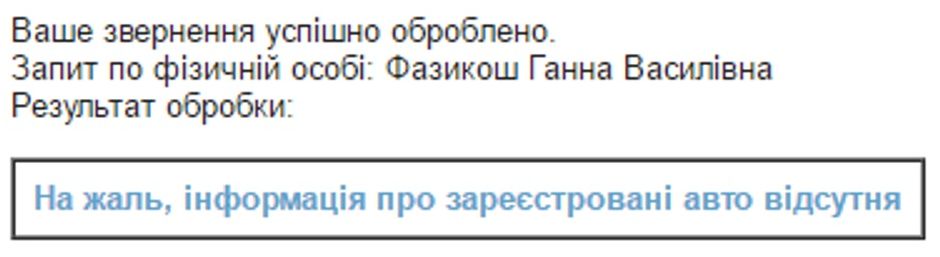 Ваше звернення успішно оброблено.
Запит по фізичній особі: Фазикош Ганна Василівна
Результат обробки:
На жаль, інформація про зареєстровані авто відсутня